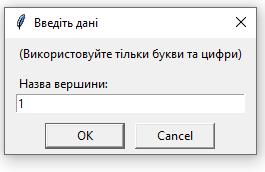 Введіть дані
(Використовуйте тільки букви та цифри)
Назва вершини:
1
OK
Cancel